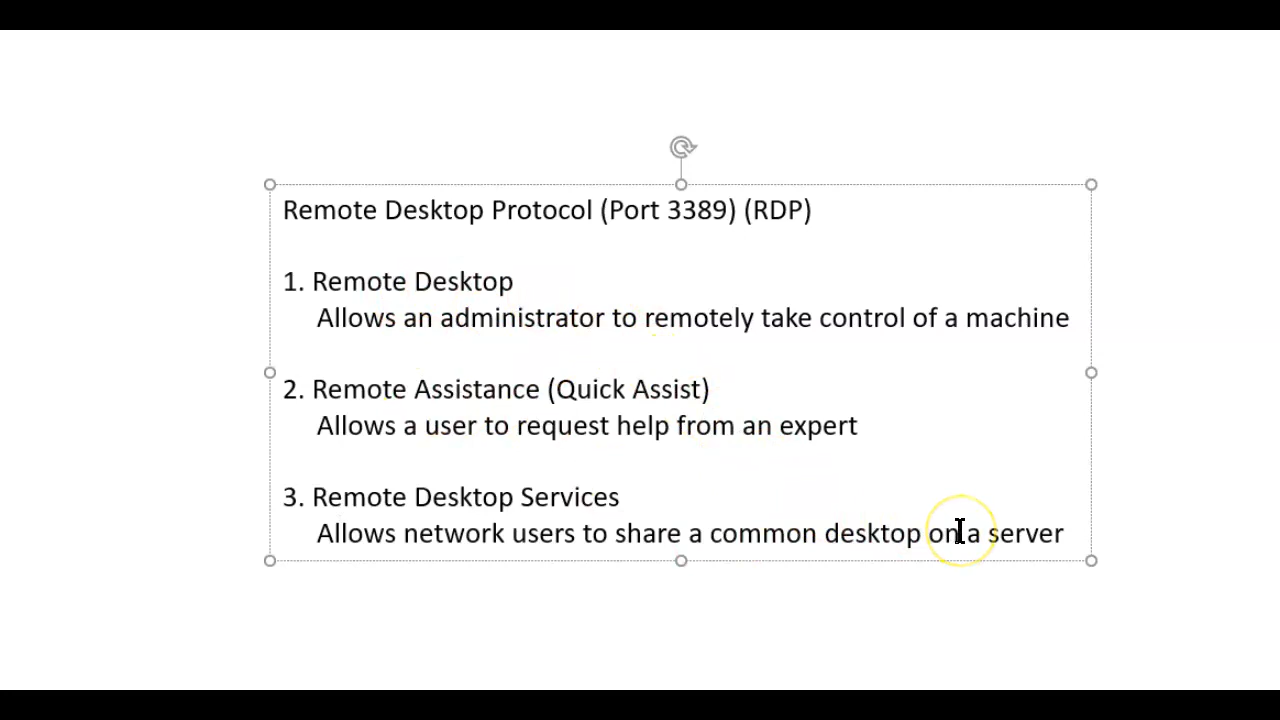 Remote Desktop Protocol (Port 3389) (RDP)
1. Remote Desktop
Allows an administrator to remotely take control of a machine
2. Remote Assistance (Quick Assist)
Allows a user to request help from an expert
3. Remote Desktop Services
Allows network users to share a common desktop on a server